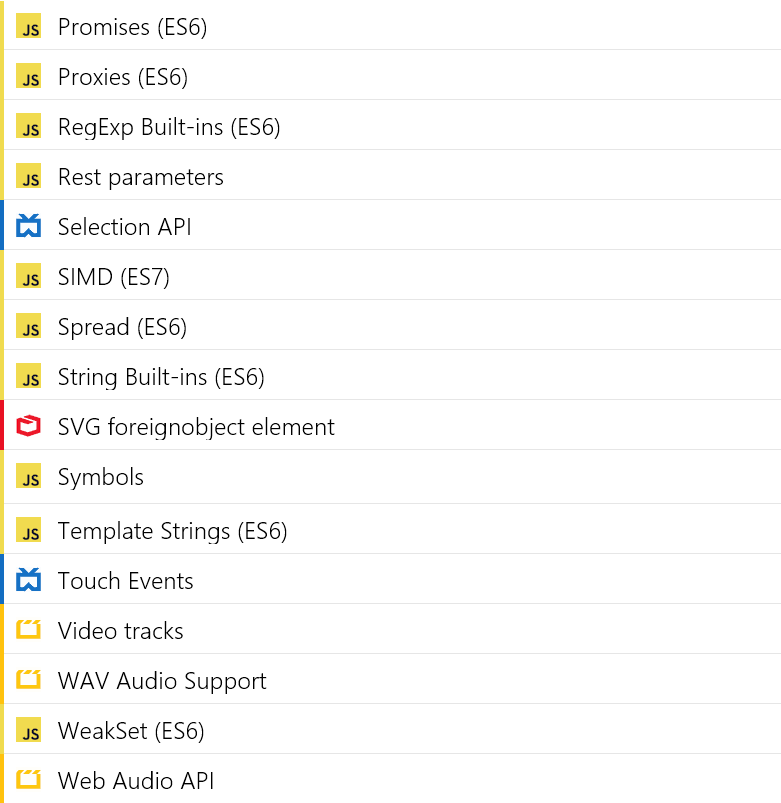 JS Promises (ES6)
JS Proxies (ES6)
JS RegExp Built-ins (ES6)
JS Rest parameters
Selection API
JS SIMD (ES7)
JS Spread (ES6)
JS String Built-ins (ES6)
SVG foreignobject element
JS Symbols
JS Template Strings (ES6)
Touch Events
Video tracks
WAV Audio Support
JS WeakSet (ES6)
Web Audio API